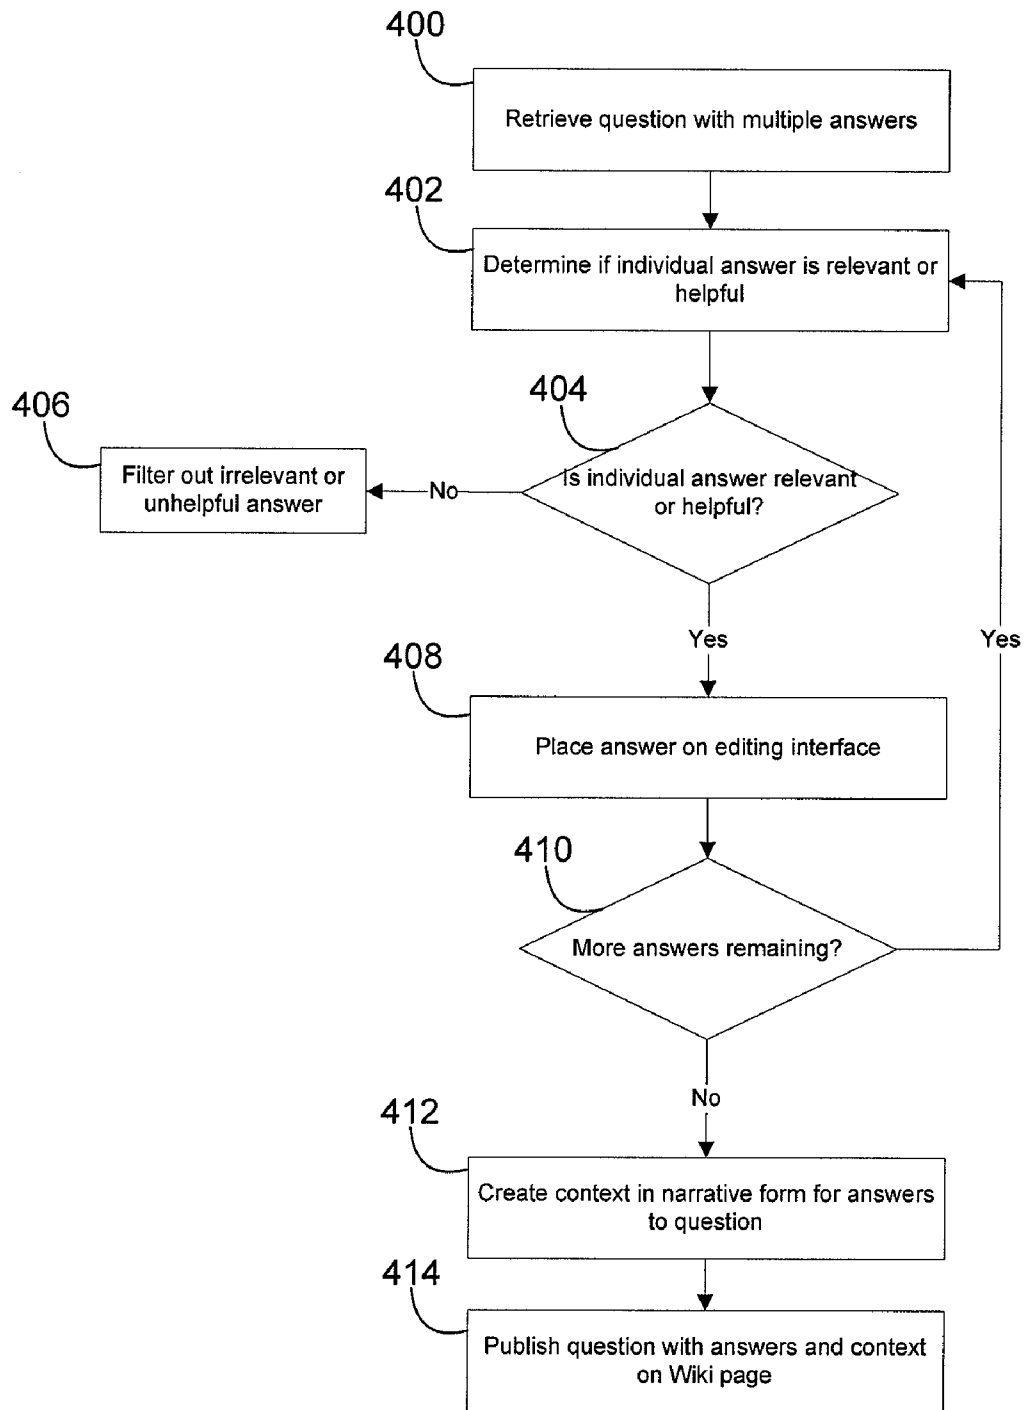 400
Retrieve question with multiple answers
402
Determine if individual answer is relevant or
helpful
404
406
Filter out irrelevant or
unhelpful answer
No
Is individual answer relevant
or helpful?
Yes
Yes
408
Place answer on editing interface
410
More answers remaining?
No
412
Create context in narrative form for answers
to question
414
Publish question with answers and context
on Wiki page